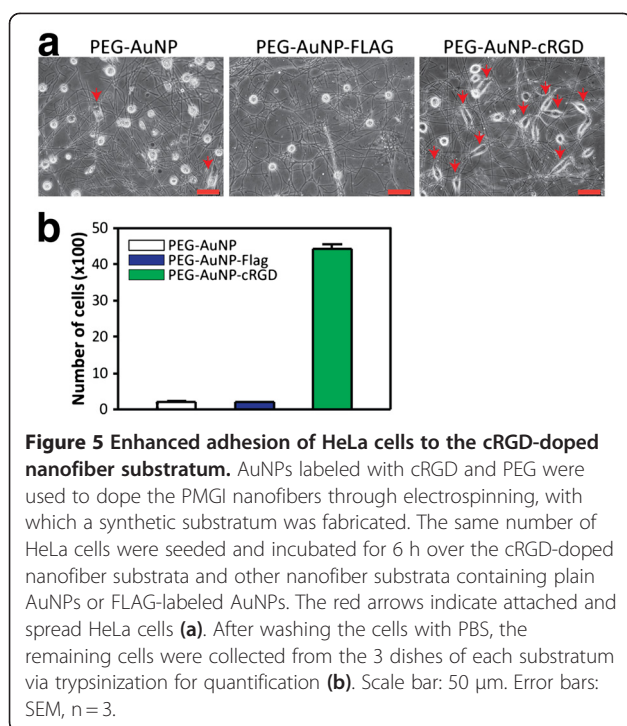 a
PEG-AuNP PEG-AuNP-FLAG PEG-AuNP-cRGD
b
Number of cells (x100)
50
40
30
20
10
0
PEG-AuNP
PEG-AuNP-Flag
PEG-AuNP-cRGD
Figure 5 Enhanced adhesion of HeLa cells to the cRGD-doped
nanofiber substratum. AuNPs labeled with cRGD and PEG were
used to dope the PMGI nanofibers through electrospinning, with
which a synthetic substratum was fabricated. The same number of
HeLa cells were seeded and incubated for 6 h over the cRGD-doped
nanofiber substrata and other nanofiber substrata containing plain
AuNPs or FLAG-labeled AuNPs. The red arrows indicate attached and
spread HeLa cells (a). After washing the cells with PBS, the
remaining cells were collected from the 3 dishes of each substratum
via trypsinization for quantification (b). Scale bar: 50 μm. Error bars:
SEM, n = 3.